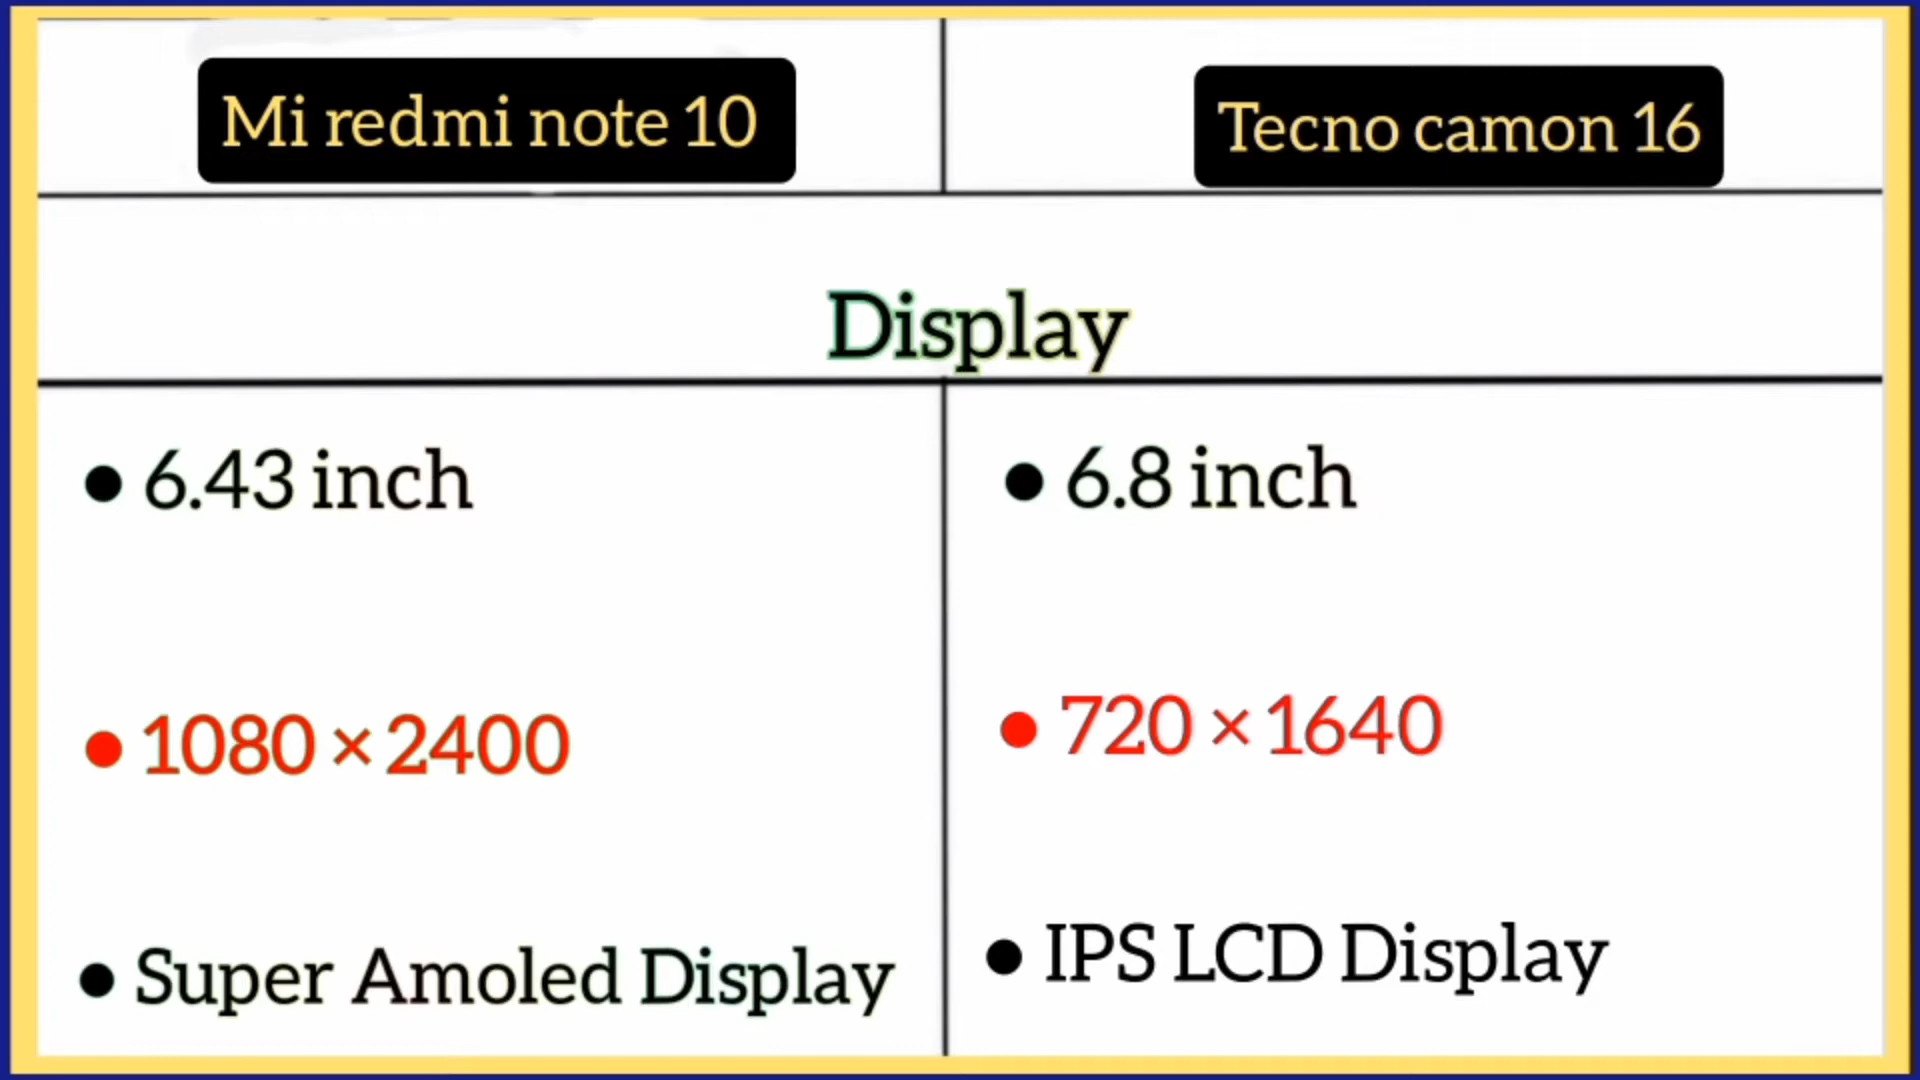 Mi redmi note 10
Tecno camon 16
Display
● 6.43 inch
● 6.8 inch
● 1080 × 2400
● 720 × 1640
● Super Amoled Display
● IPS LCD Display